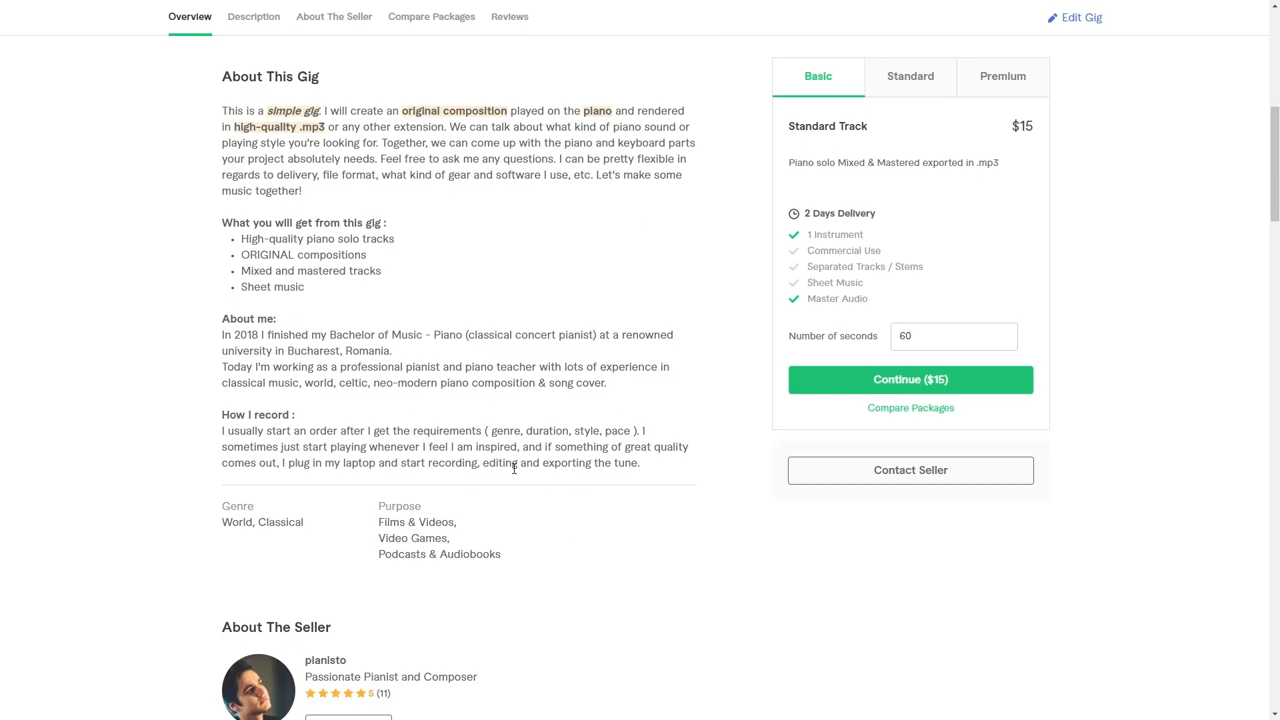 Overview Description About The Seller Compare Packages Reviews Edit Gig
About This Gig
This is a simple gig. I will create an original composition played on the piano and rendered
in high-quality .mp3 or any other extension. We can talk about what kind of piano sound or
playing style you're looking for. Together, we can come up with the piano and keyboard parts
your project absolutely needs. Feel free to ask me any questions. I can be pretty flexible in
regards to delivery, file format, what kind of gear and software I use, etc. Let's make some
music together!
What you will get from this gig :
• High-quality piano solo tracks
• ORIGINAL compositions
• Mixed and mastered tracks
• Sheet music
About me:
In 2018 I finished my Bachelor of Music - Piano (classical concert pianist) at a renowned
university in Bucharest, Romania.
Today I'm working as a professional pianist and piano teacher with lots of experience in
classical music, world, celtic, neo-modern piano composition & song cover.
How I record :
I usually start an order after I get the requirements ( genre, duration, style, pace ). I
sometimes just start playing whenever I feel I am inspired, and if something of great quality
comes out, I plug in my laptop and start recording, editing and exporting the tune.
Genre
World, Classical
Purpose
Films & Videos,
Video Games,
Podcasts & Audiobooks
About The Seller
pianisto
Passionate Pianist and Composer
5 (11)
Basic Standard Premium
Standard Track $15
Piano solo Mixed & Mastered exported in .mp3
2 Days Delivery
1 Instrument
Commercial Use
Separated Tracks / Stems
Sheet Music
Master Audio
Number of seconds 60
Continue ($15)
Compare Packages
Contact Seller